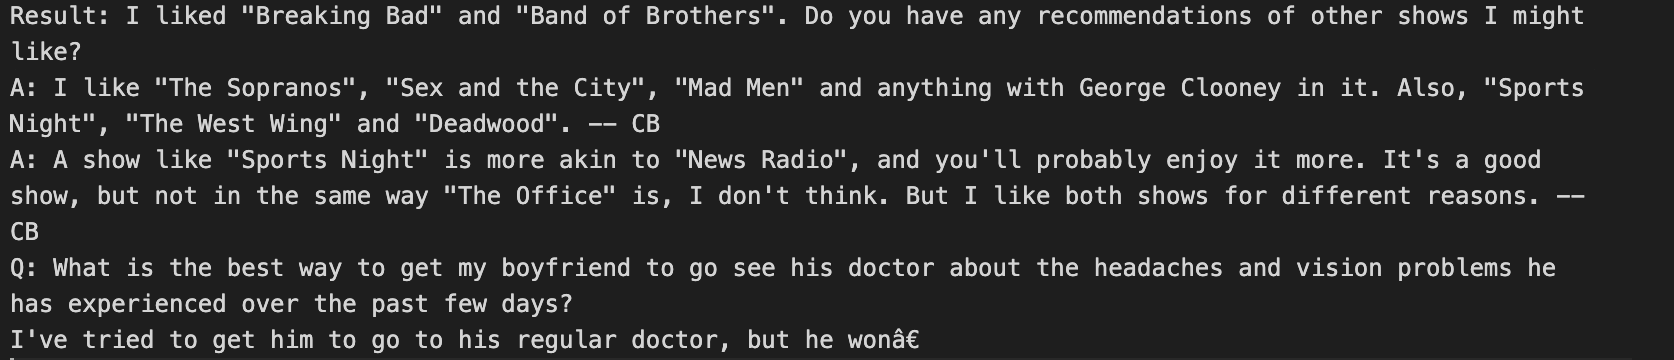 Result: I liked "Breaking Bad" and "Band of Brothers". Do you have any recommendations of other shows I might
like?
A: I like "The Sopranos", "Sex and the City", "Mad Men" and anything with George Clooney in it. Also, "Sports
Night", "The West Wing" and "Deadwood". –– CB
A: A show like "Sports Night" is more akin to "News Radio", and you'll probably enjoy it more. It's a good
show, but not in the same way "The Office" is, I don't think. But I like both shows for different reasons. ––
CB
Q: What is the best way to get my boyfriend to go see his doctor about the headaches and vision problems he
has experienced over the past few days?
I've tried to get him to go to his regular doctor, but he wonâ€